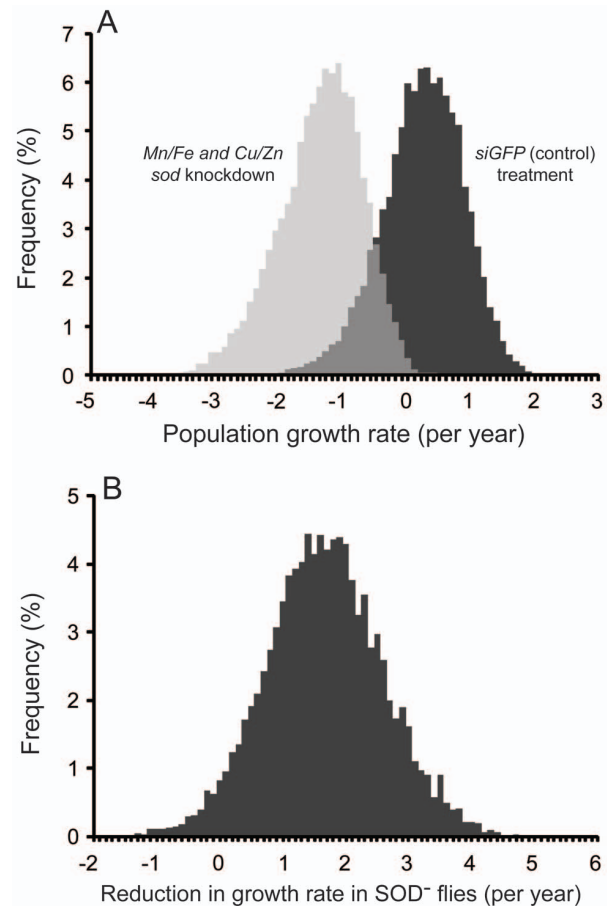 A
7
6
5
4
3
2
1
0
Frequency (%)
Mn/Fe and Cu/Zn
sod knockdown
siGFP (control)
treatment
-5 -4 -3 -2 -1 0 1 2 3
Population growth rate (per year)
B
5
4
3
2
1
0
Frequency (%)
-2 -1 0 1 2 3 4 5 6
Reduction in growth rate in SOD⁻ flies (per year)